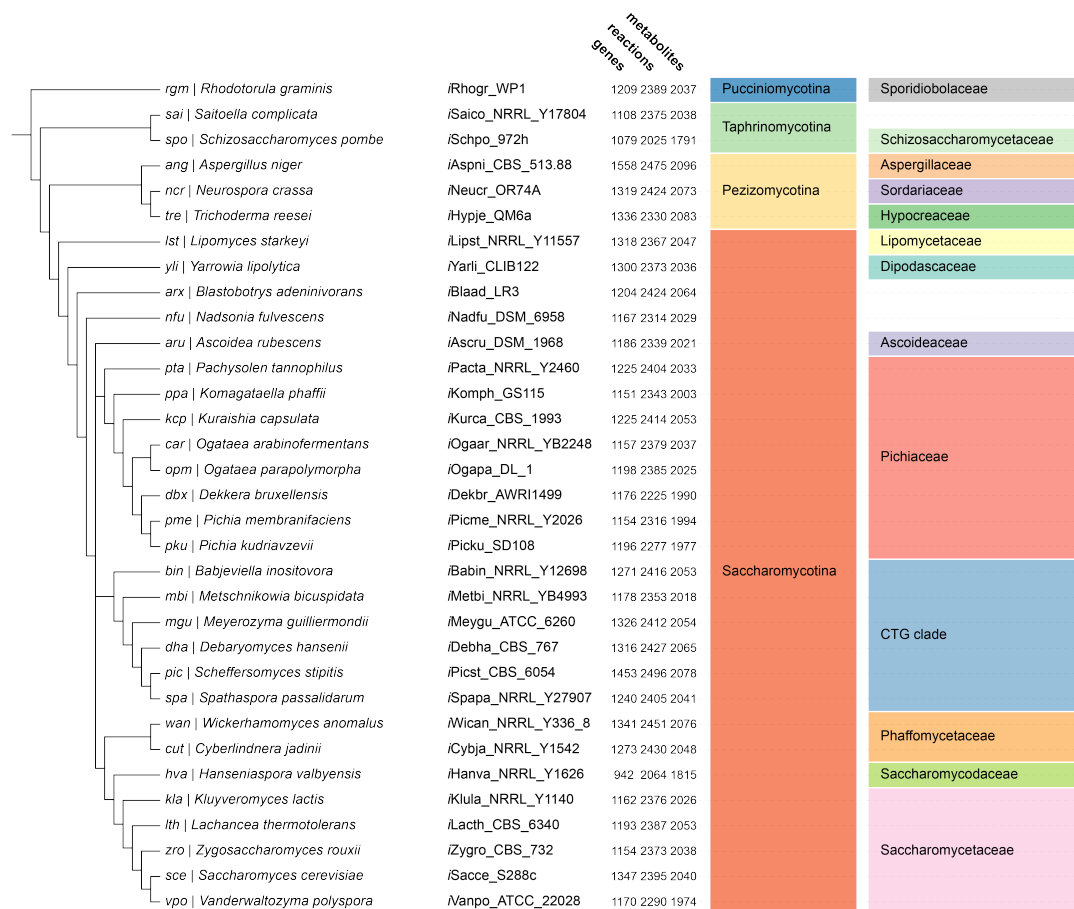 metabolites
reactions
genes
rgm | Rhodotorula graminis iRhogr_WP1 1209 2389 2037 Pucciniomycotina Sporidiobolaceae
sai | Saitoella complicata iSaico_NRRL_Y17804 1108 2375 2038
Taphrinomycotina
spo | Schizosaccharomyces pombe iSchpo_972h 1079 2025 1791 Schizosaccharomycetaceae
ang | Aspergillus niger iAspni_CBS_513.88 1558 2475 2096 Aspergillaceae
ncr | Neurospora crassa iNeucr_OR74A 1319 2424 2073 Pezizomycotina Sordariaceae
tre | Trichoderma reesei iHypje_QM6a 1336 2330 2083 Hypocreaceae
lst | Lipomyces starkeyi iLipst_NRRL_Y11557 1318 2367 2047 Lipomycetaceae
yli | Yarrowia lipolytica iYarli_CLIB122 1300 2373 2036 Dipodascaceae
arx | Blastobotrys adeninivorans iBlaad_LR3 1204 2424 2064
nfu | Nadsonia fulvescens iNadfu_DSM_6958 1167 2314 2029
aru | Ascoidea rubescens iAscru_DSM_1968 1186 2339 2021 Ascoideaceae
pta | Pachysolen tannophilus iPacta_NRRL_Y2460 1225 2404 2033
ppa | Komagataella phaffii iKomph_GS115 1151 2343 2003
kcp | Kuraishia capsulata iKurca_CBS_1993 1225 2414 2053
car | Ogataea arabinofermentans iOgaar_NRRL_YB2248 1157 2379 2037
Pichiaceae
opm | Ogataea parapolymorpha iOgapa_DL_1 1198 2385 2025
dbx | Dekkera bruxellensis iDekbr_AWRI1499 1176 2225 1990
pme | Pichia membranifaciens iPicme_NRRL_Y2026 1154 2316 1994
pku | Pichia kudriavzevii iPicku_SD108 1196 2277 1977
bin | Babjeviella inositovora iBabin_NRRL_Y12698 1271 2416 2053 Saccharomycotina
mbi | Metschnikowia bicuspidata iMetbi_NRRL_YB4993 1178 2353 2018
mgu | Meyerozyma guilliermondii iMeygu_ATCC_6260 1326 2412 2054
CTG clade
dha | Debaryomyces hansenii iDebha_CBS_767 1316 2427 2065
pic | Scheffersomyces stipitis iPicst_CBS_6054 1453 2496 2078
spa | Spathaspora passalidarum iSpapa_NRRL_Y27907 1240 2405 2041
wan | Wickerhamomyces anomalus iWican_NRRL_Y336_8 1341 2451 2076
Phaffomycetaceae
cut | Cyberlindnera jadinii iCybja_NRRL_Y1542 1273 2430 2048
hva | Hanseniaspora valbyensis iHanva_NRRL_Y1626 942 2064 1815 Saccharomycodaceae
kla | Kluyveromyces lactis iKlula_NRRL_Y1140 1162 2376 2026
lth | Lachancea thermotolerans iLacth_CBS_6340 1193 2387 2053
zro | Zygosaccharomyces rouxii iZygro_CBS_732 1154 2373 2038 Saccharomycetaceae
sce | Saccharomyces cerevisiae iSacce_S288c 1347 2395 2040
vpo | Vanderwaltozyma polyspora iVanpo_ATCC_22028 1170 2290 1974